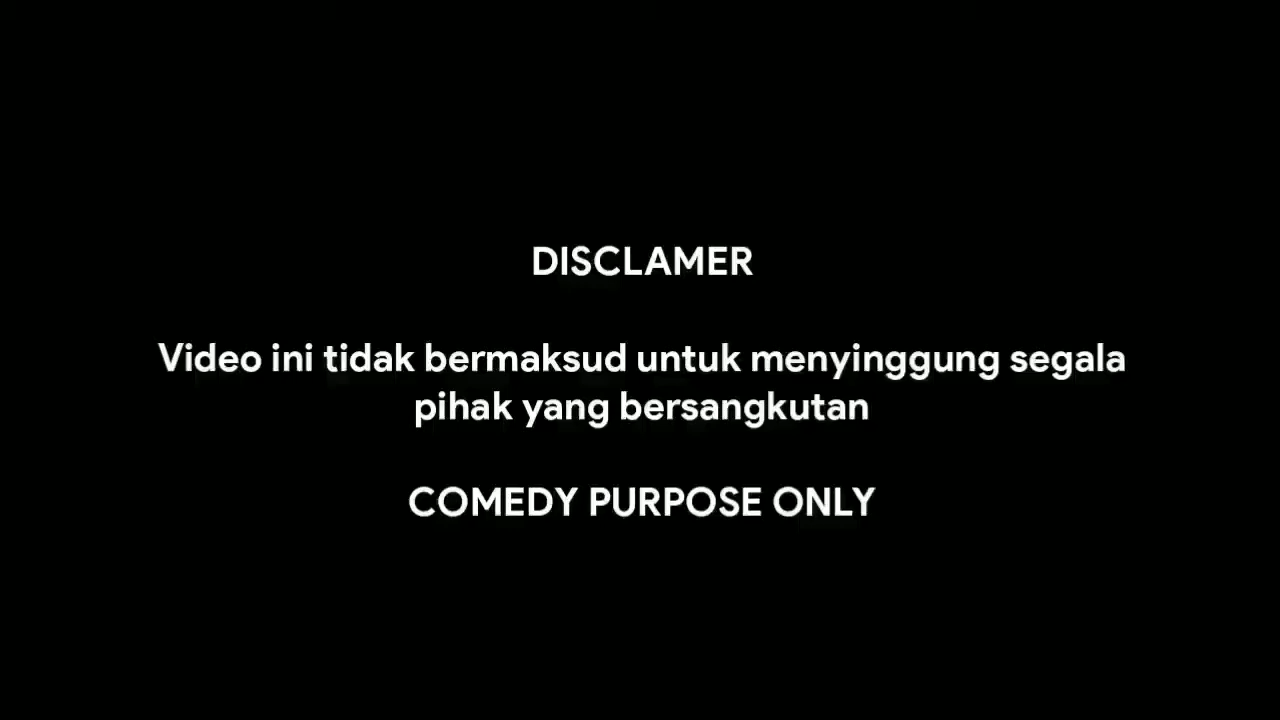 DISCLAMER
Video ini tidak bermaksud untuk menyinggung segala
pihak yang bersangkutan
COMEDY PURPOSE ONLY